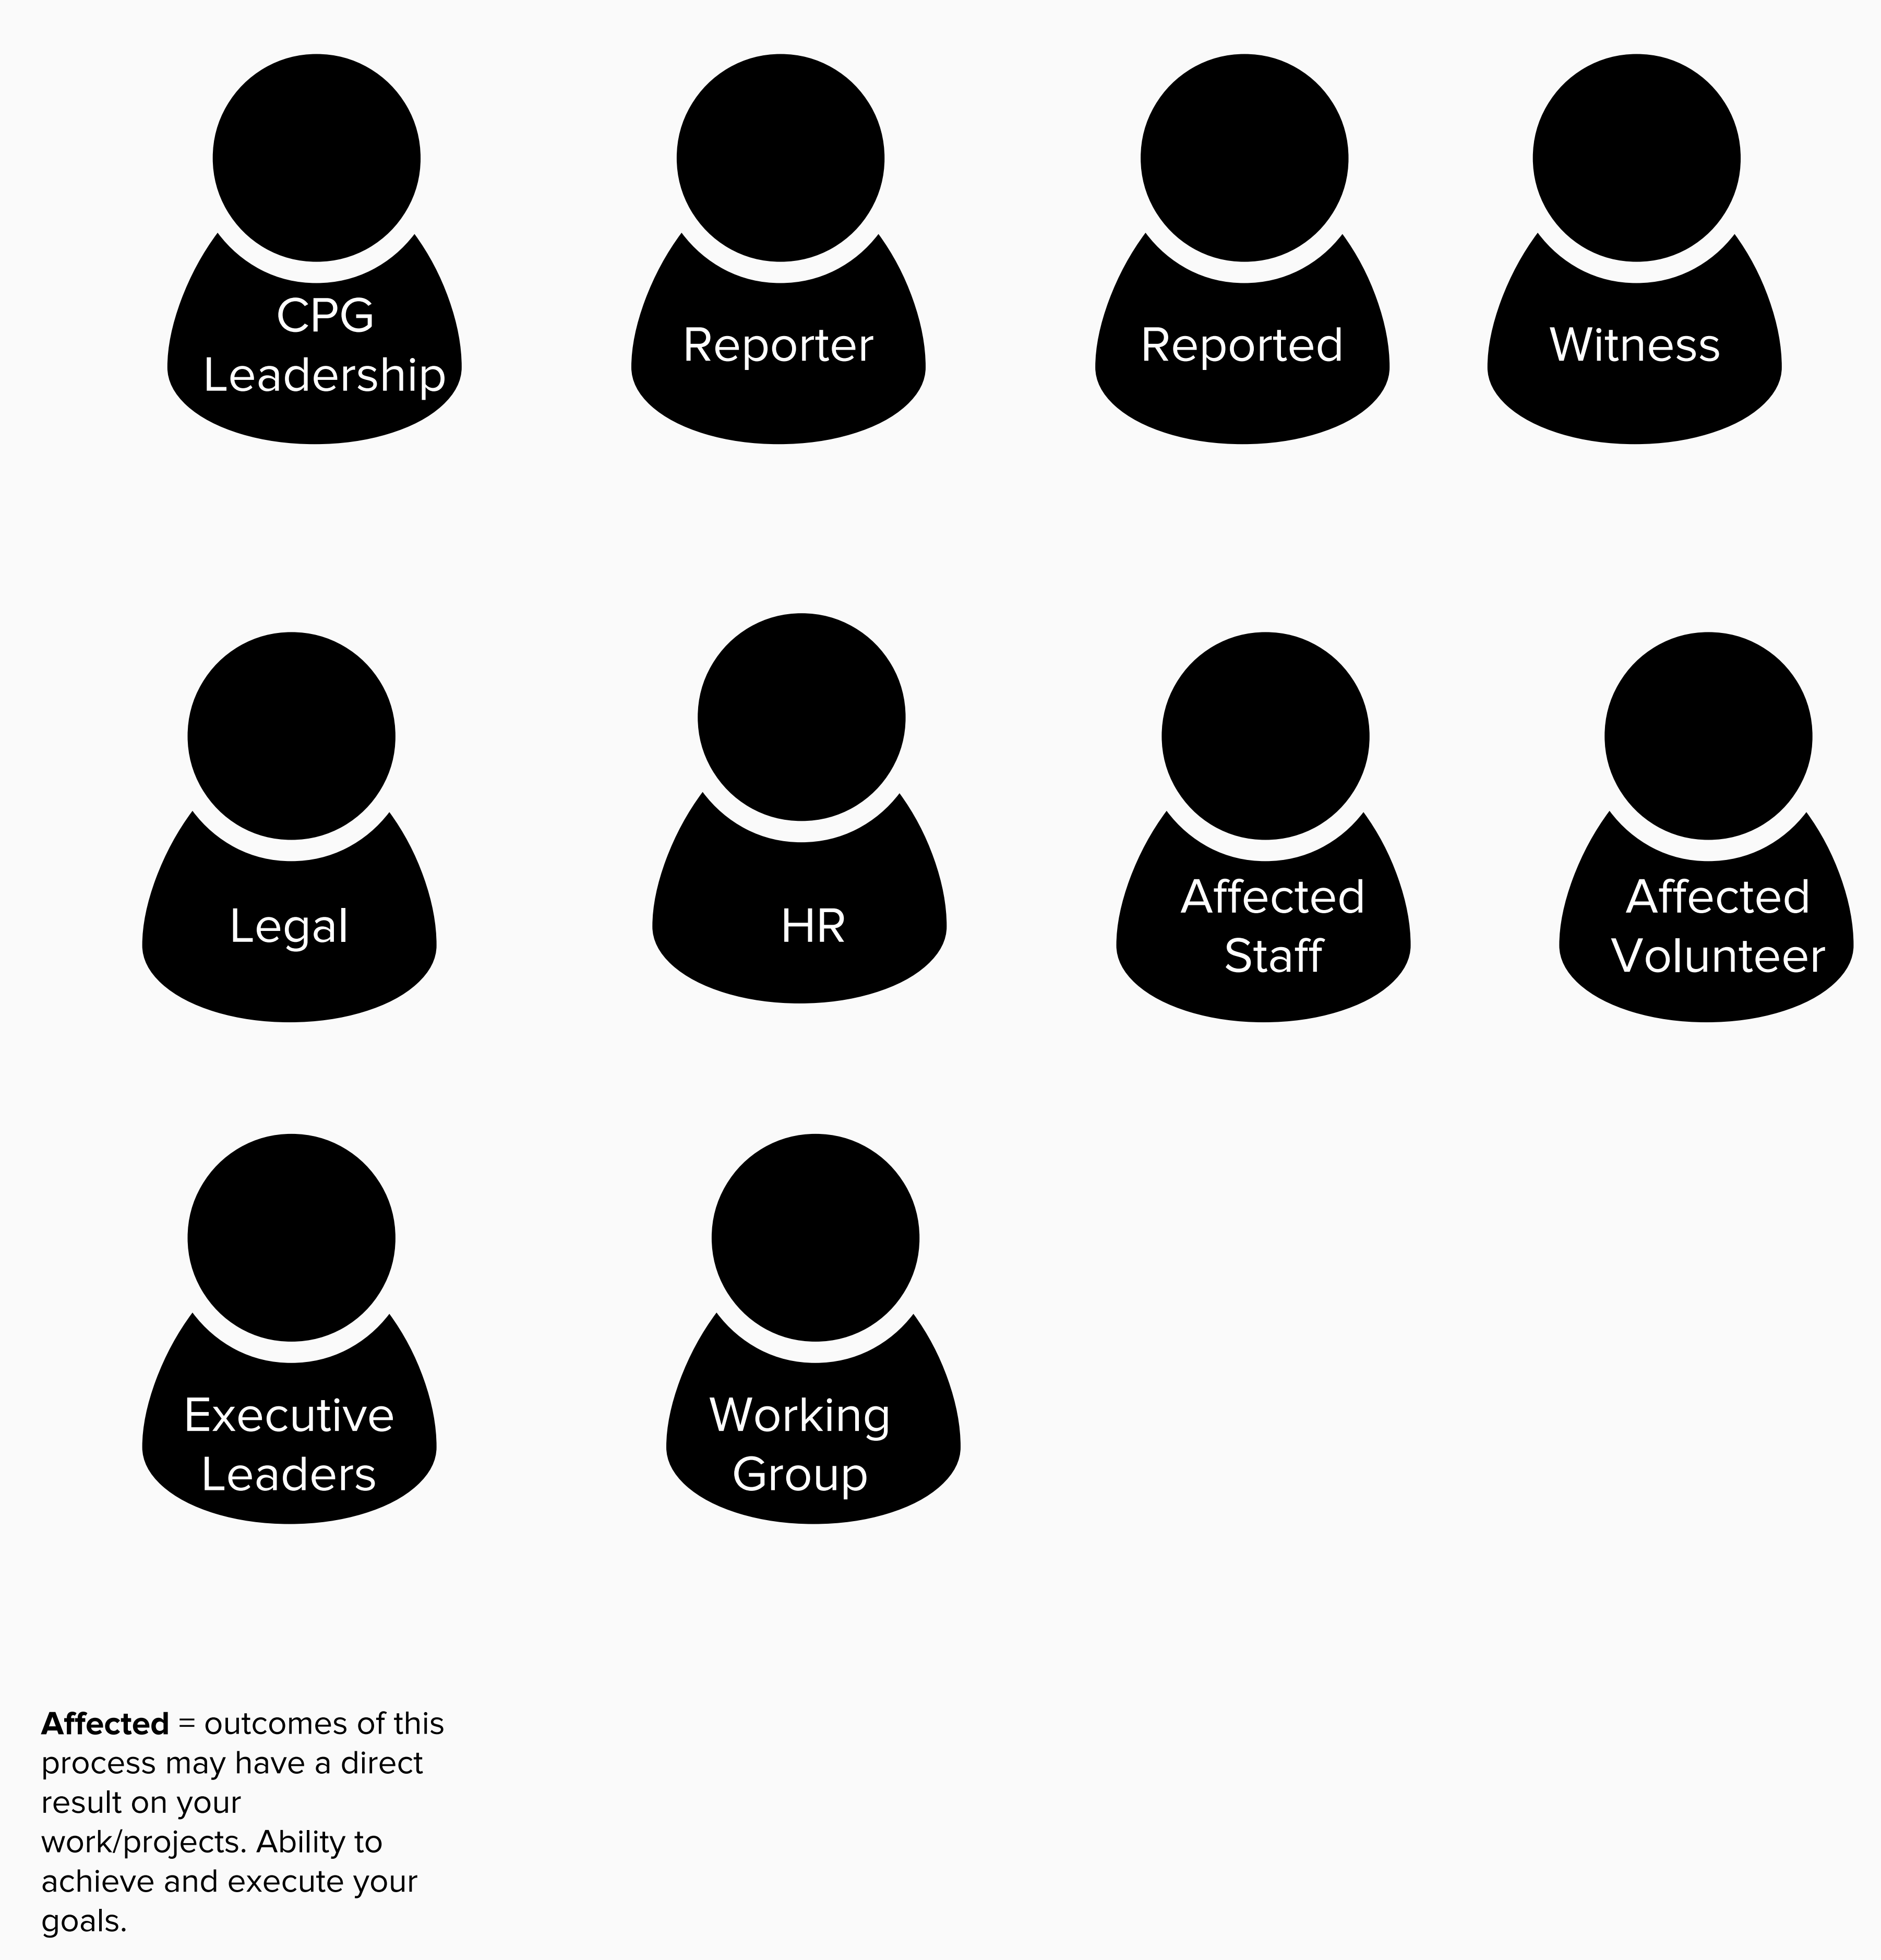 CPG
Leadership
Reporter
Reported
Witness
Legal
HR
Affected
Staff
Affected
Volunteer
Executive
Leaders
Working
Group
Affected = outcomes of this
process may have a direct
result on your
work/projects. Ability to
achieve and execute your
goals.